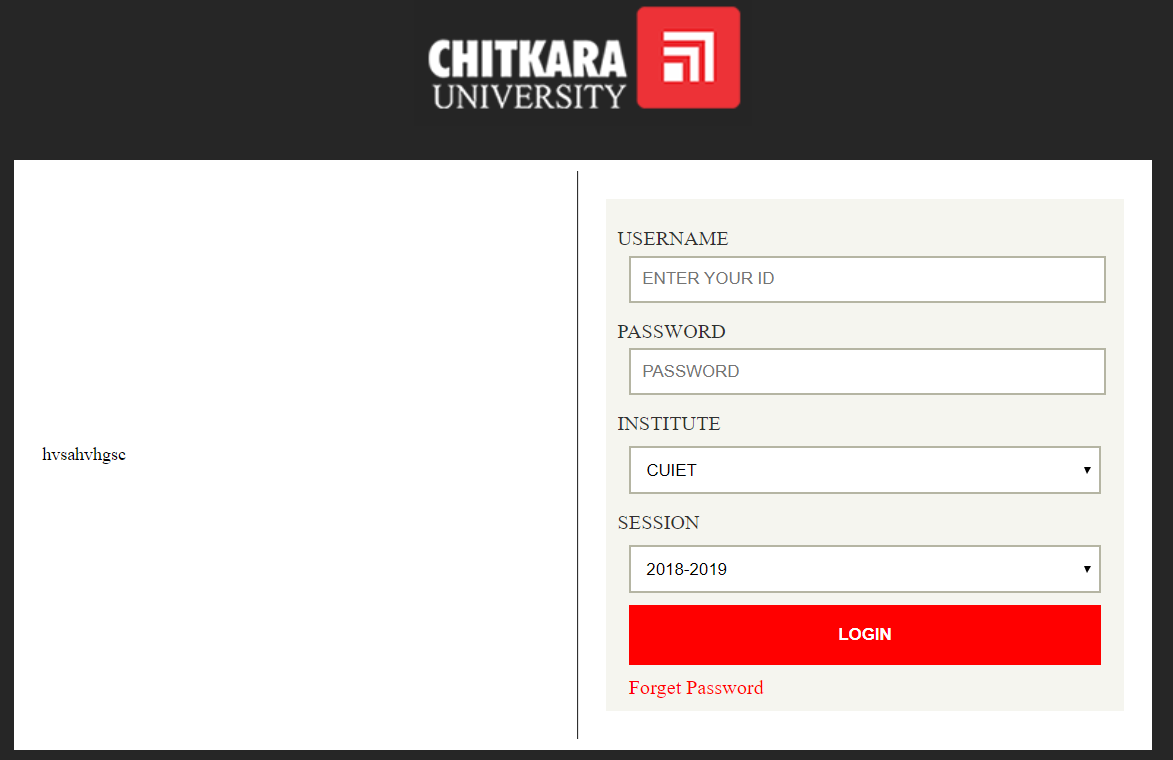 CHITKARA
UNIVERSITY
hvsahvhgsc
USERNAME
ENTER YOUR ID
PASSWORD
PASSWORD
INSTITUTE
CUIET
SESSION
2018-2019
LOGIN
Forget Password